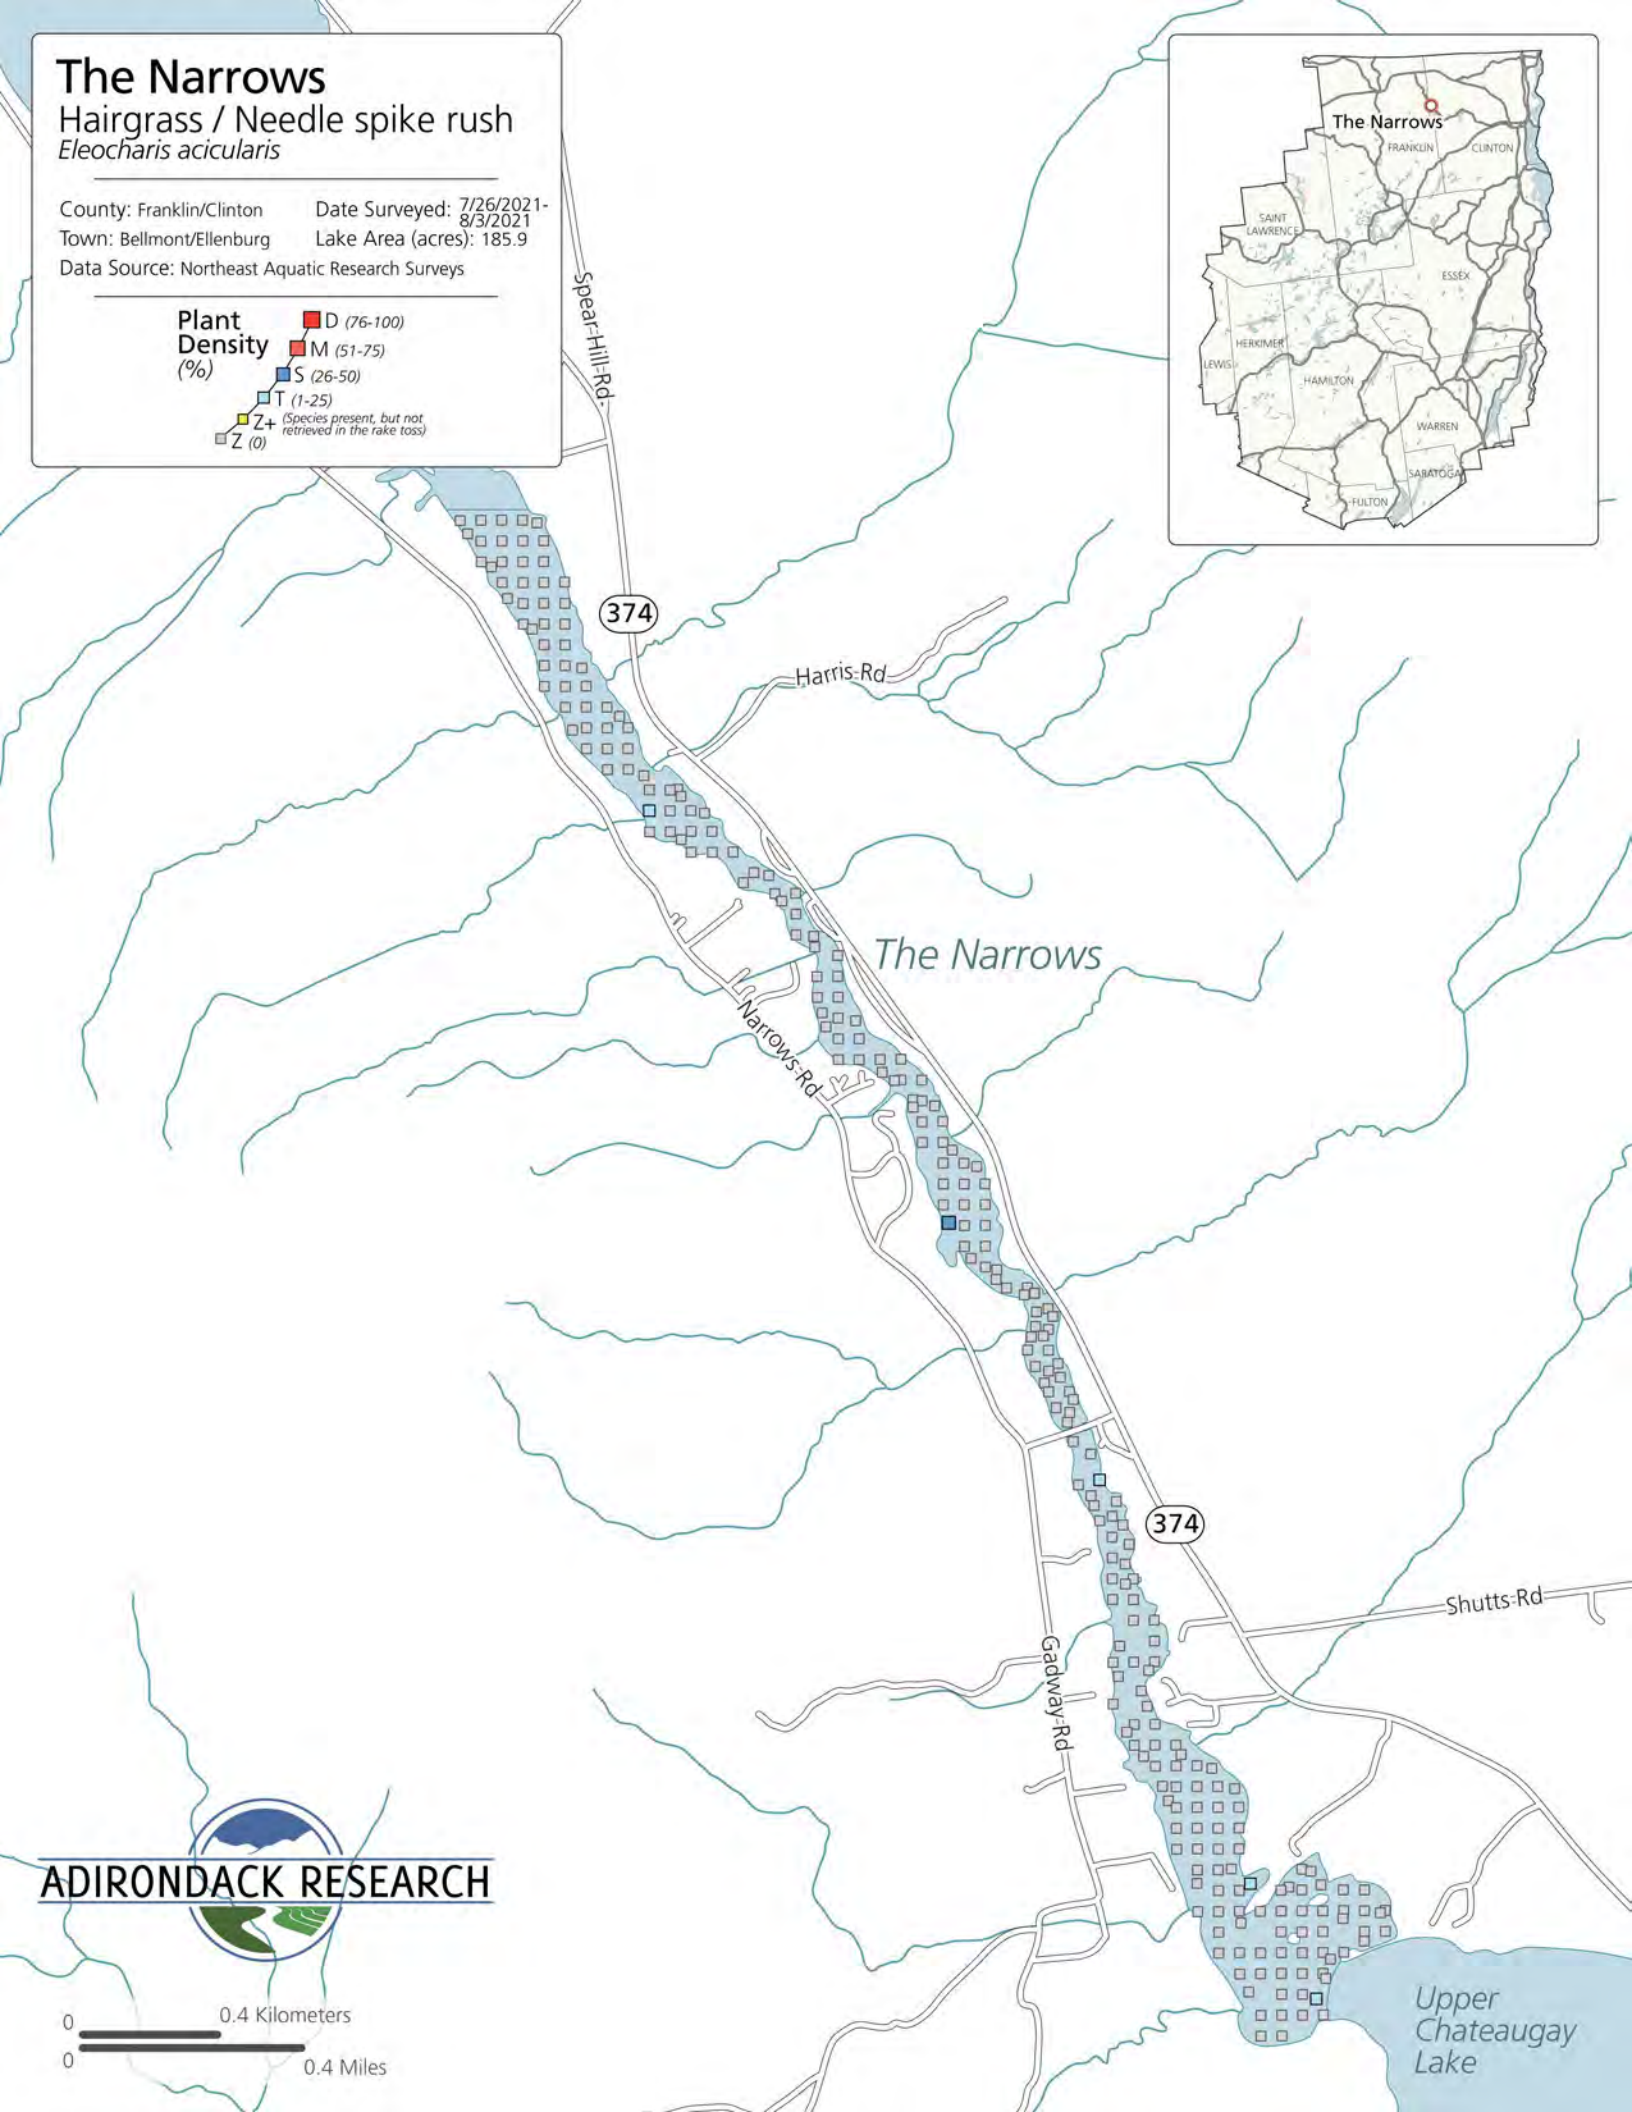 The Narrows
Hairgrass / Needle spike rush
Eleocharis acicularis
County: Franklin/Clinton
Date Surveyed: 7/26/2021-
8/3/2021
Town: Bellmont/Ellenburg
Lake Area (acres): 185.9
Data Source: Northeast Aquatic Research Surveys
Plant
Density
(%)
D (76-100)
M (51-75)
S (26-50)
T (1-25)
Z+ (Species present, but not
retrieved in the rake toss)
Z (0)
The Narrows
FRANKLIN
CLINTON
SAINT
LAWRENCE
ESSEX
HERKIMER
LEWIS
HAMILTON
WARREN
SARATOGA
FULTON
Spear-Hill-Rd-
374
Harris-Rd
The Narrows
Narrows-Rd
374
Shutts-Rd
Gadway-Rd
ADIRONDACK RESEARCH
0
0.4 Kilometers
0
0.4 Miles
Upper
Chateaugay
Lake